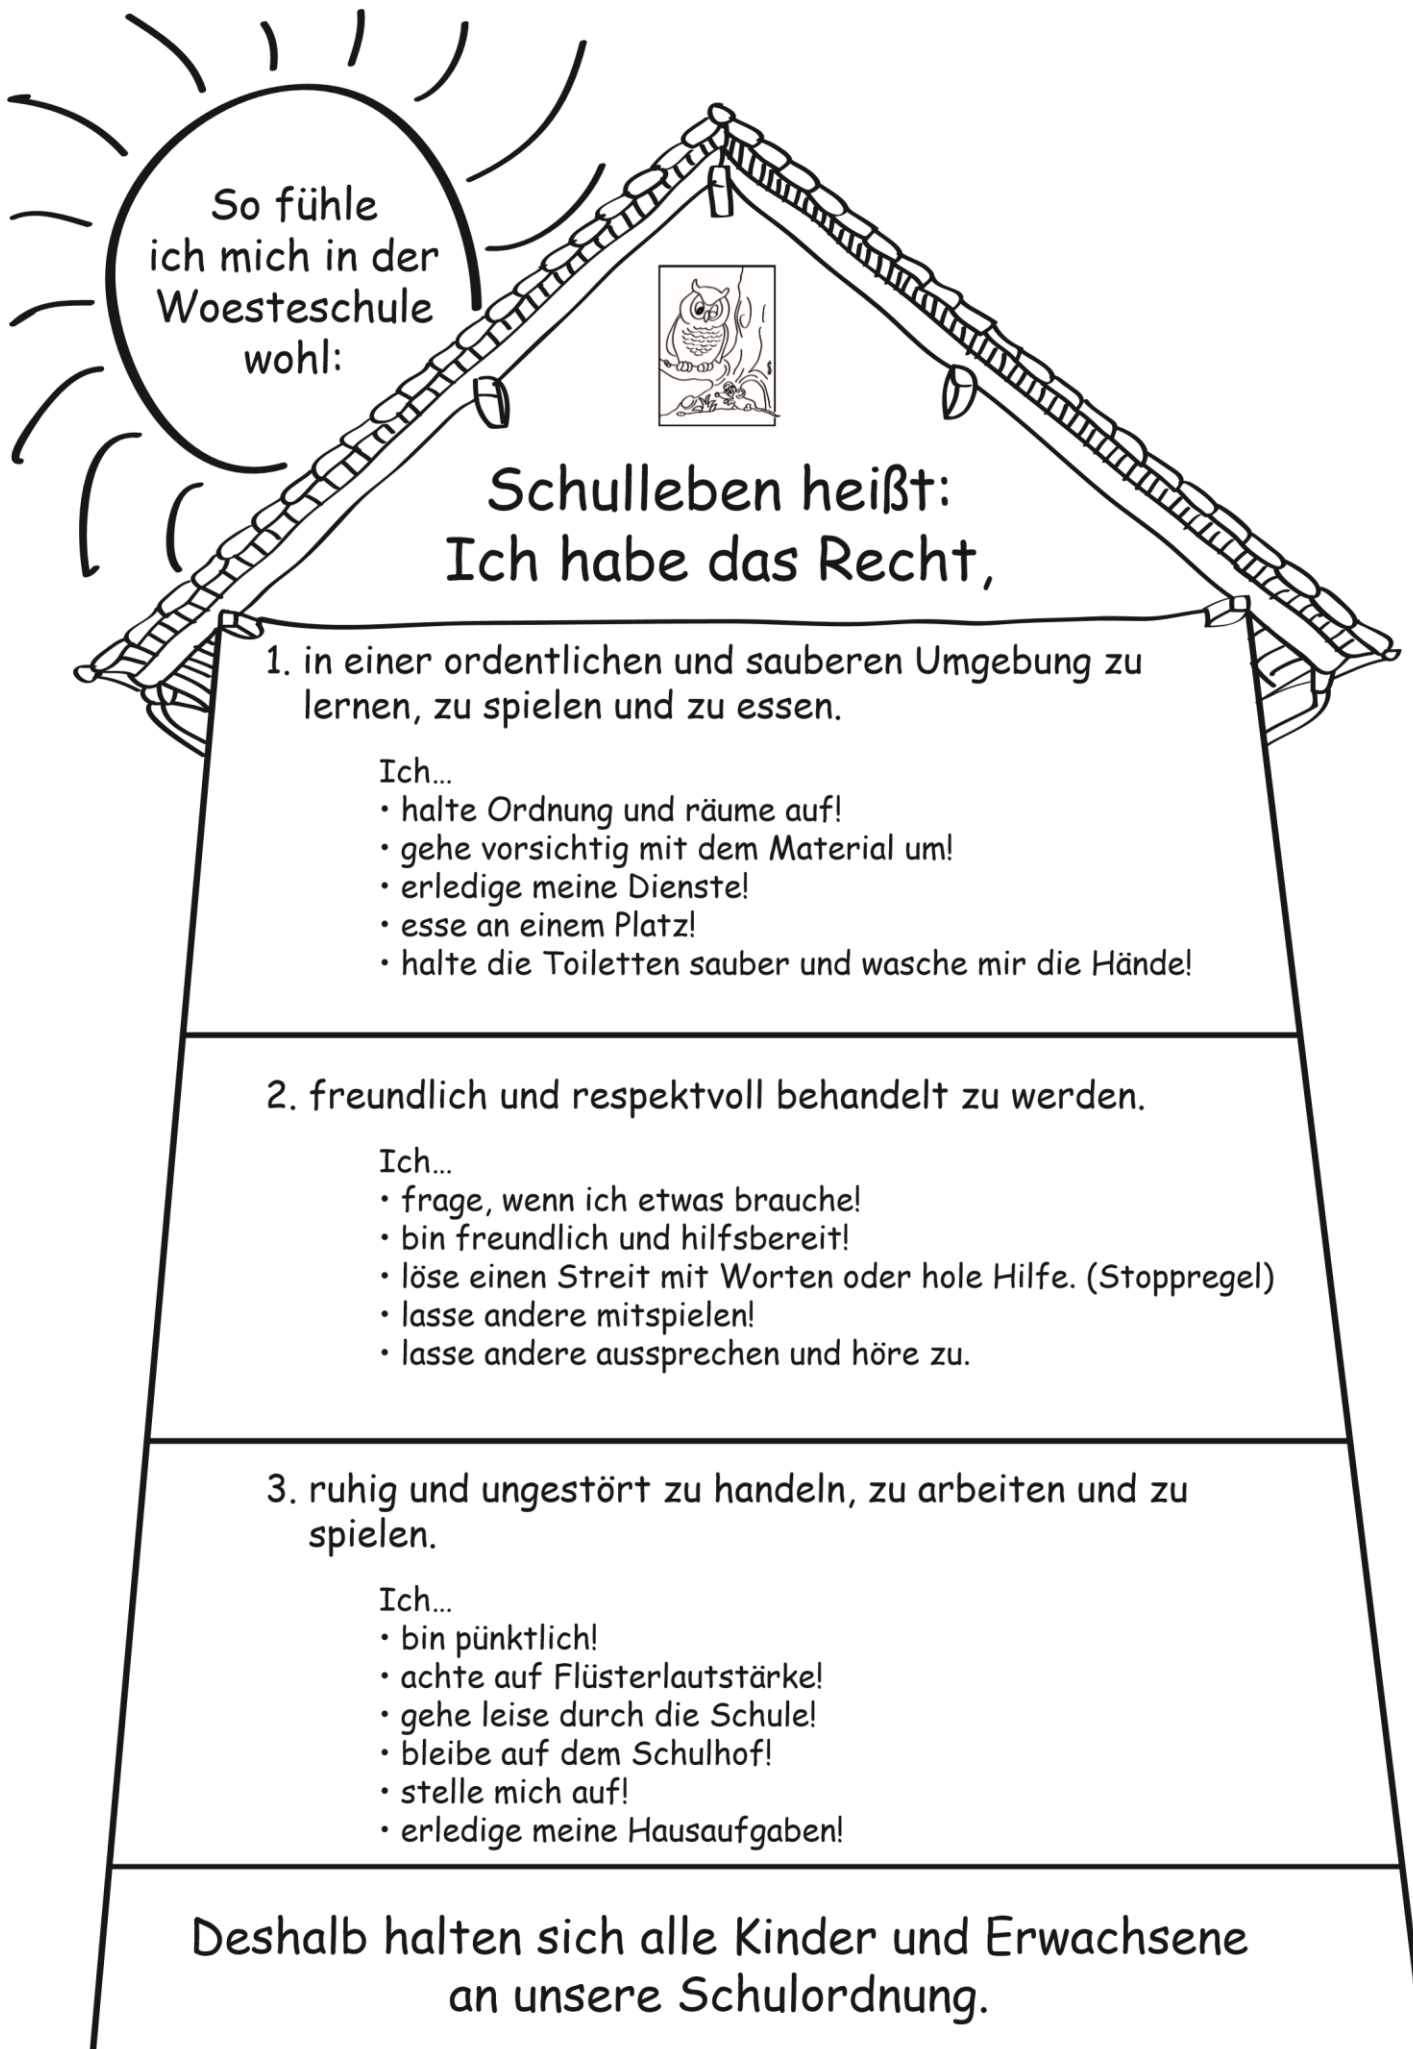 So fühle
ich mich in der
Woesteschule
wohl:
Schulleben heißt:
Ich habe das Recht,
1. in einer ordentlichen und sauberen Umgebung zu
lernen, zu spielen und zu essen.
Ich...
• halte Ordnung und räume auf!
• gehe vorsichtig mit dem Material um!
• erledige meine Dienste!
• esse an einem Platz!
• halte die Toiletten sauber und wasche mir die Hände!
2. freundlich und respektvoll behandelt zu werden.
Ich...
• frage, wenn ich etwas brauche!
• bin freundlich und hilfsbereit!
• löse einen Streit mit Worten oder hole Hilfe. (Stoppregel)
• lasse andere mitspielen!
• lasse andere aussprechen und höre zu.
3. ruhig und ungestört zu handeln, zu arbeiten und zu
spielen.
Ich...
• bin pünktlich!
• achte auf Flüsterlautstärke!
• gehe leise durch die Schule!
• bleibe auf dem Schulhof!
• stelle mich auf!
• erledige meine Hausaufgaben!
Deshalb halten sich alle Kinder und Erwachsene
an unsere Schulordnung.